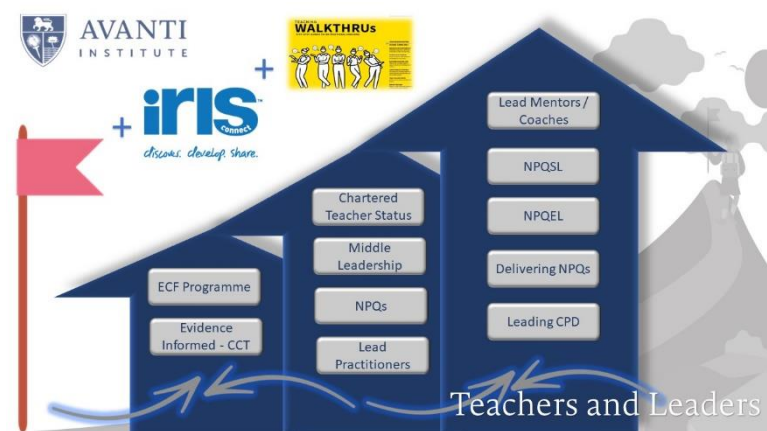 AVANTI
INSTITUTE
+
+
iris
connect
discover. develop. share.
TEACHING
WALKTHRUs
ECF Programme
Evidence
Informed - CCT
Chartered
Teacher Status
Middle
Leadership
NPQs
Lead
Practitioners
Lead Mentors /
Coaches
NPQSL
NPQEL
Delivering NPQs
Leading CPD
Teachers and Leaders